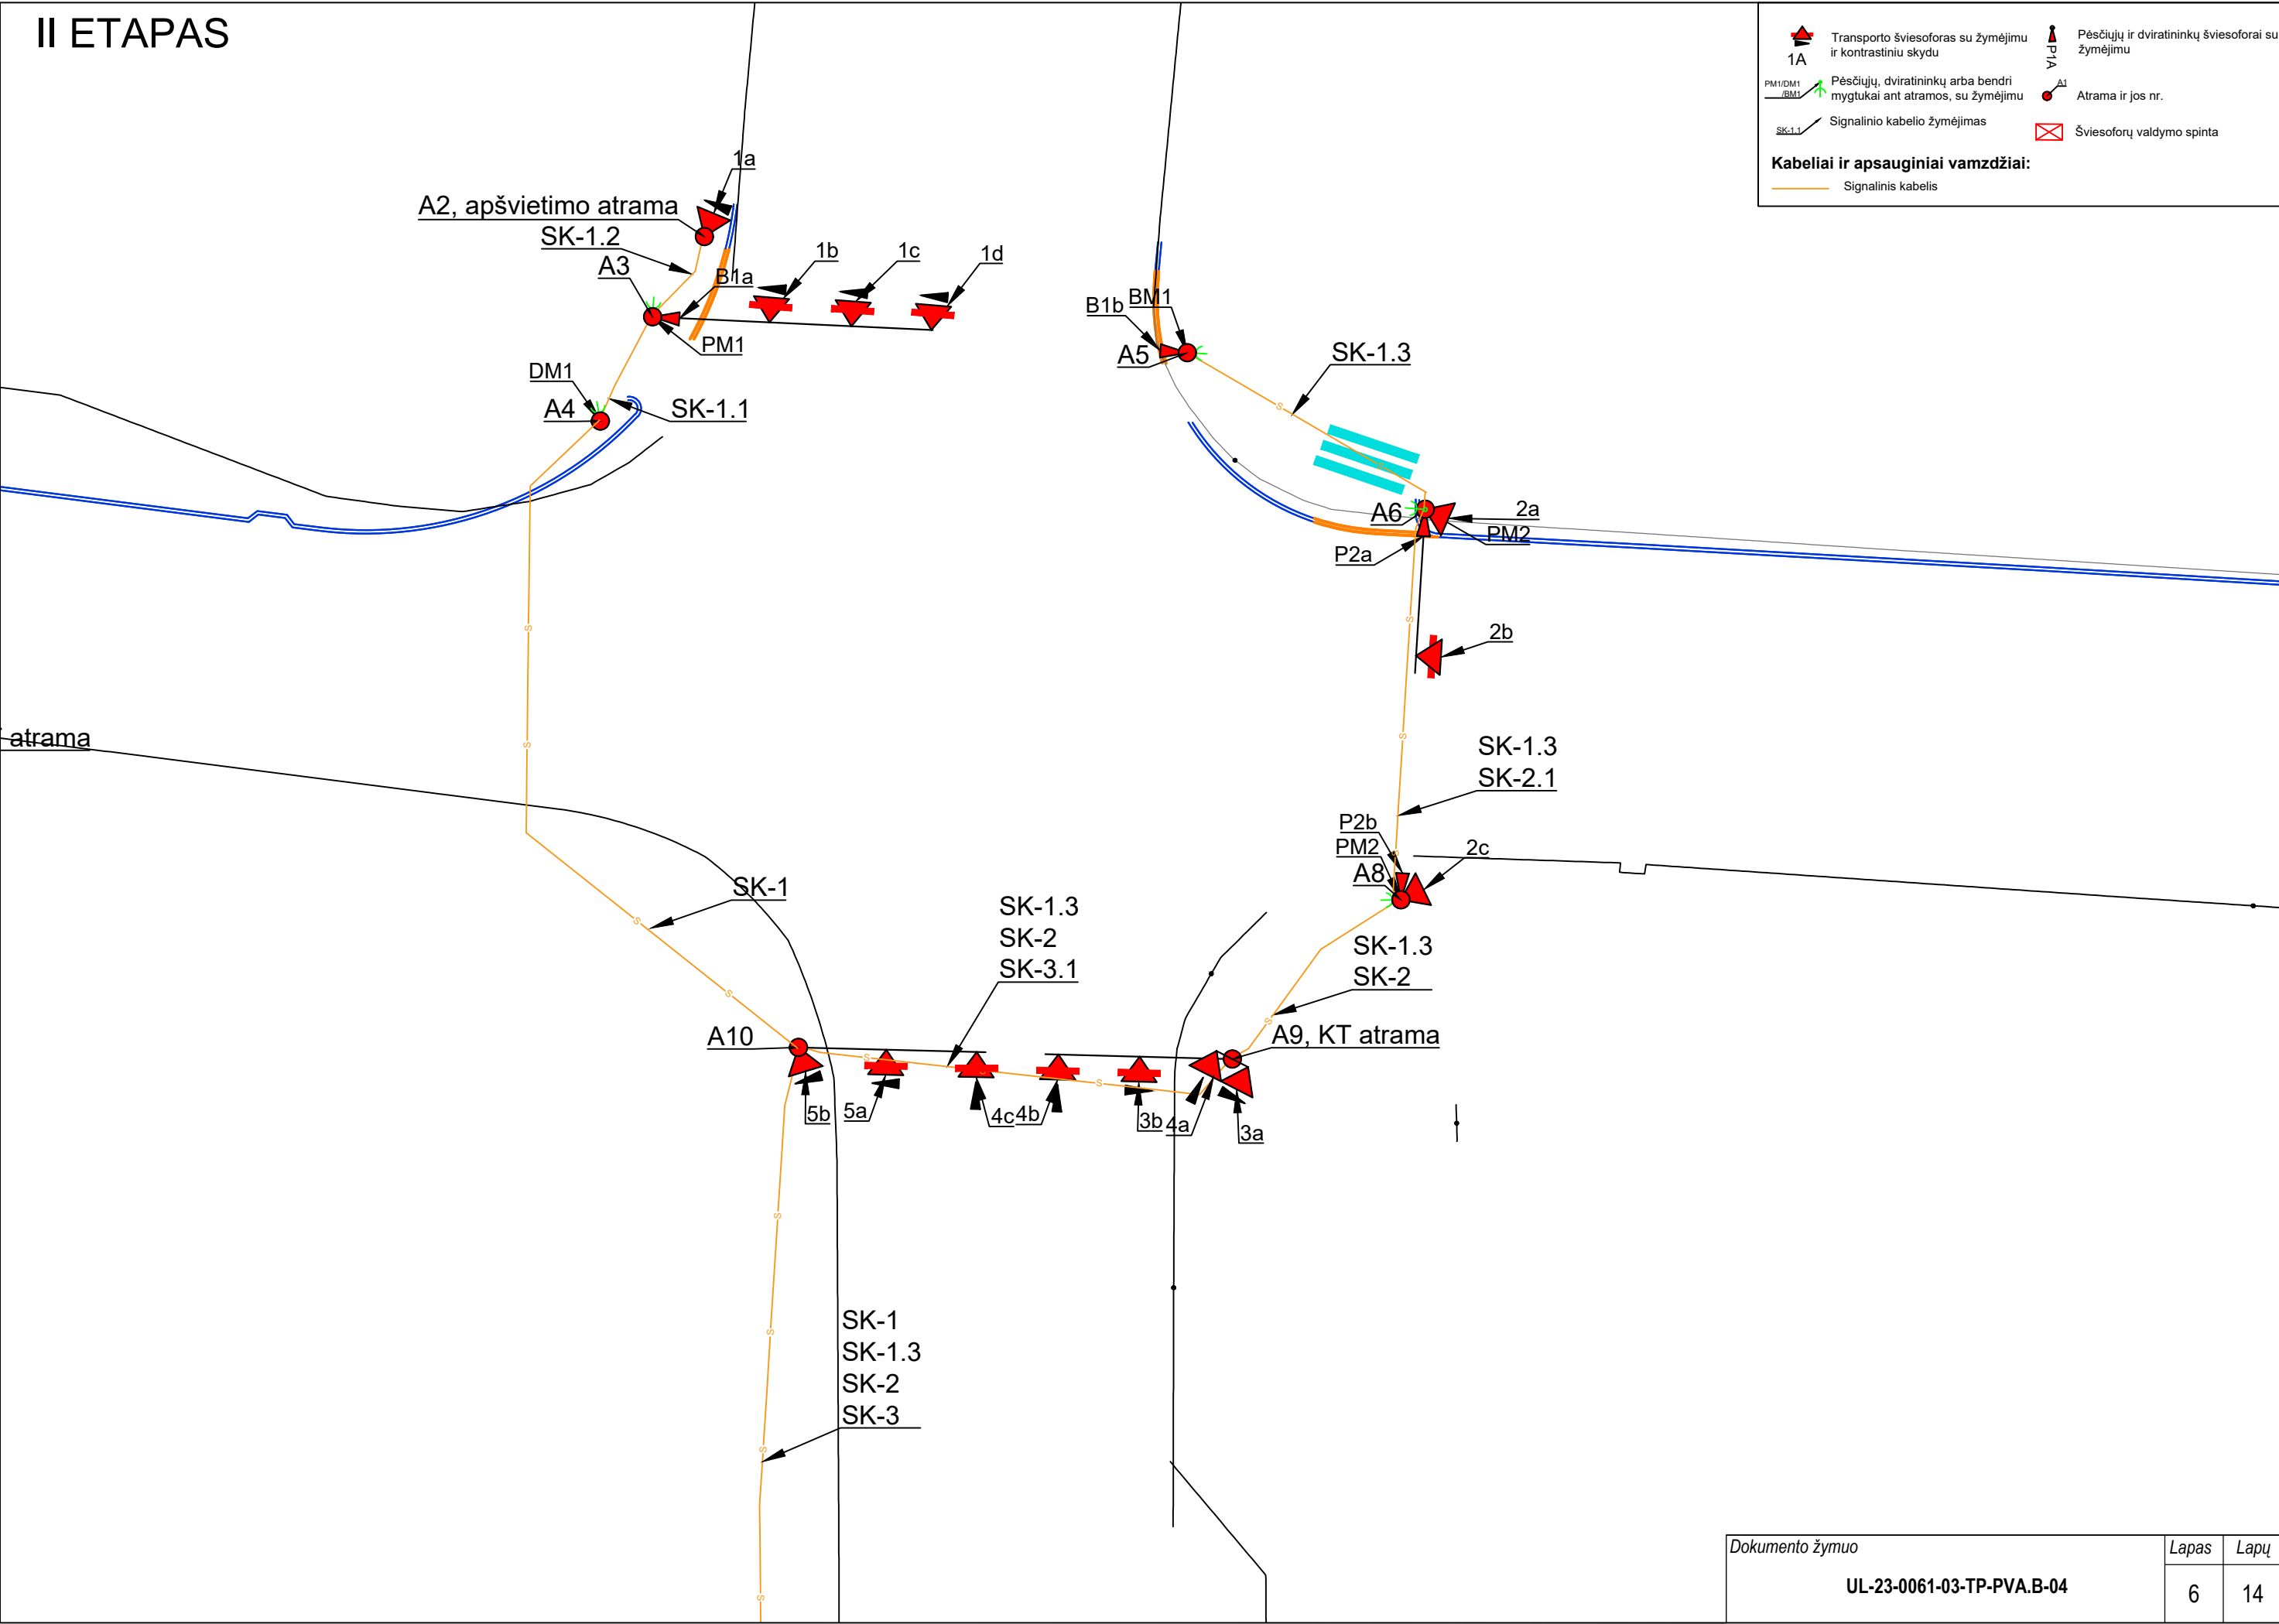 II ETAPAS
Transporto šviesoforas su žymėjimu
ir kontrastiniu skydu
1A
Pėsčiųjų ir dviratininkų šviesoforai su
žymėjimu
P1A
PM1/DM1
/BM1
Pėsčiųjų, dviratininkų arba bendri
mygtukai ant atramos, su žymėjimu
A1
Atrama ir jos nr.
SK-1.1
Signalinio kabelio žymėjimas
Šviesoforų valdymo spinta
Kabeliai ir apsauginiai vamzdžiai:
Signalinis kabelis
1a
A2, apšvietimo atrama
SK-1.2
A3
B1a
1b
1c
1d
PM1
DM1
A4
SK-1.1
B1b
BM1
A5
SK-1.3
A6
2a
PM2
P2a
2b
atrama
SK-1.3
SK-2.1
P2b
PM2
A8
2c
SK-1
SK-1.3
SK-2
SK-3.1
SK-1.3
SK-2
A10
A9, KT atrama
5b
5a
4c
4b
3b
4a
3a
SK-1
SK-1.3
SK-2
SK-3
Dokumento žymuo
Lapas
Lapų
UL-23-0061-03-TP-PVA.B-04
6
14